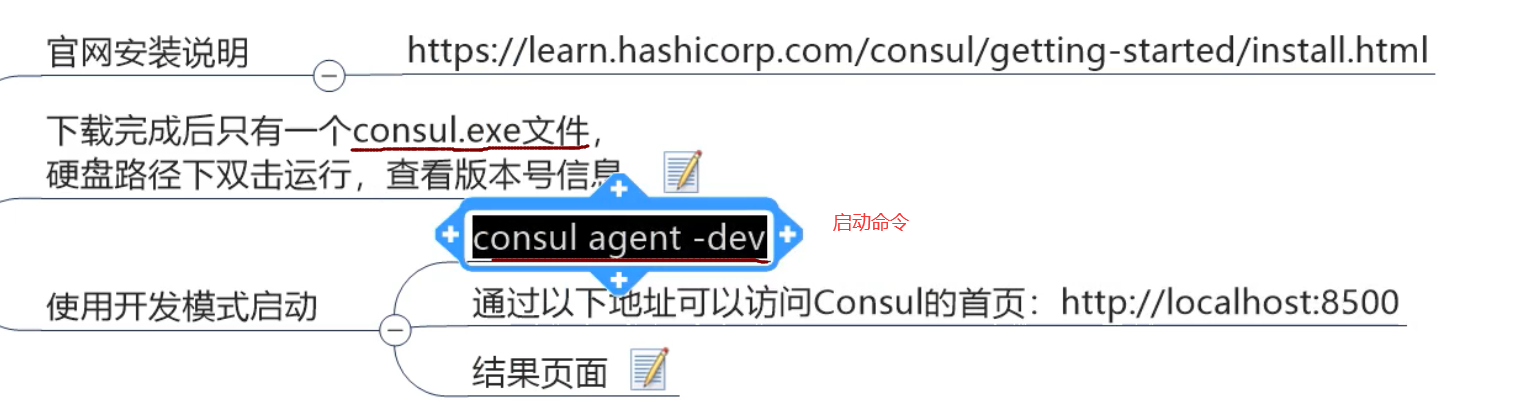 官网安装说明
https://learn.hashicorp.com/consul/getting-started/install.html
下载完成后只有一个consul.exe文件，
硬盘路径下双击运行，查看版本号信息
consul agent -dev
启动命令
使用开发模式启动
通过以下地址可以访问Consul的首页：http://localhost:8500
结果页面